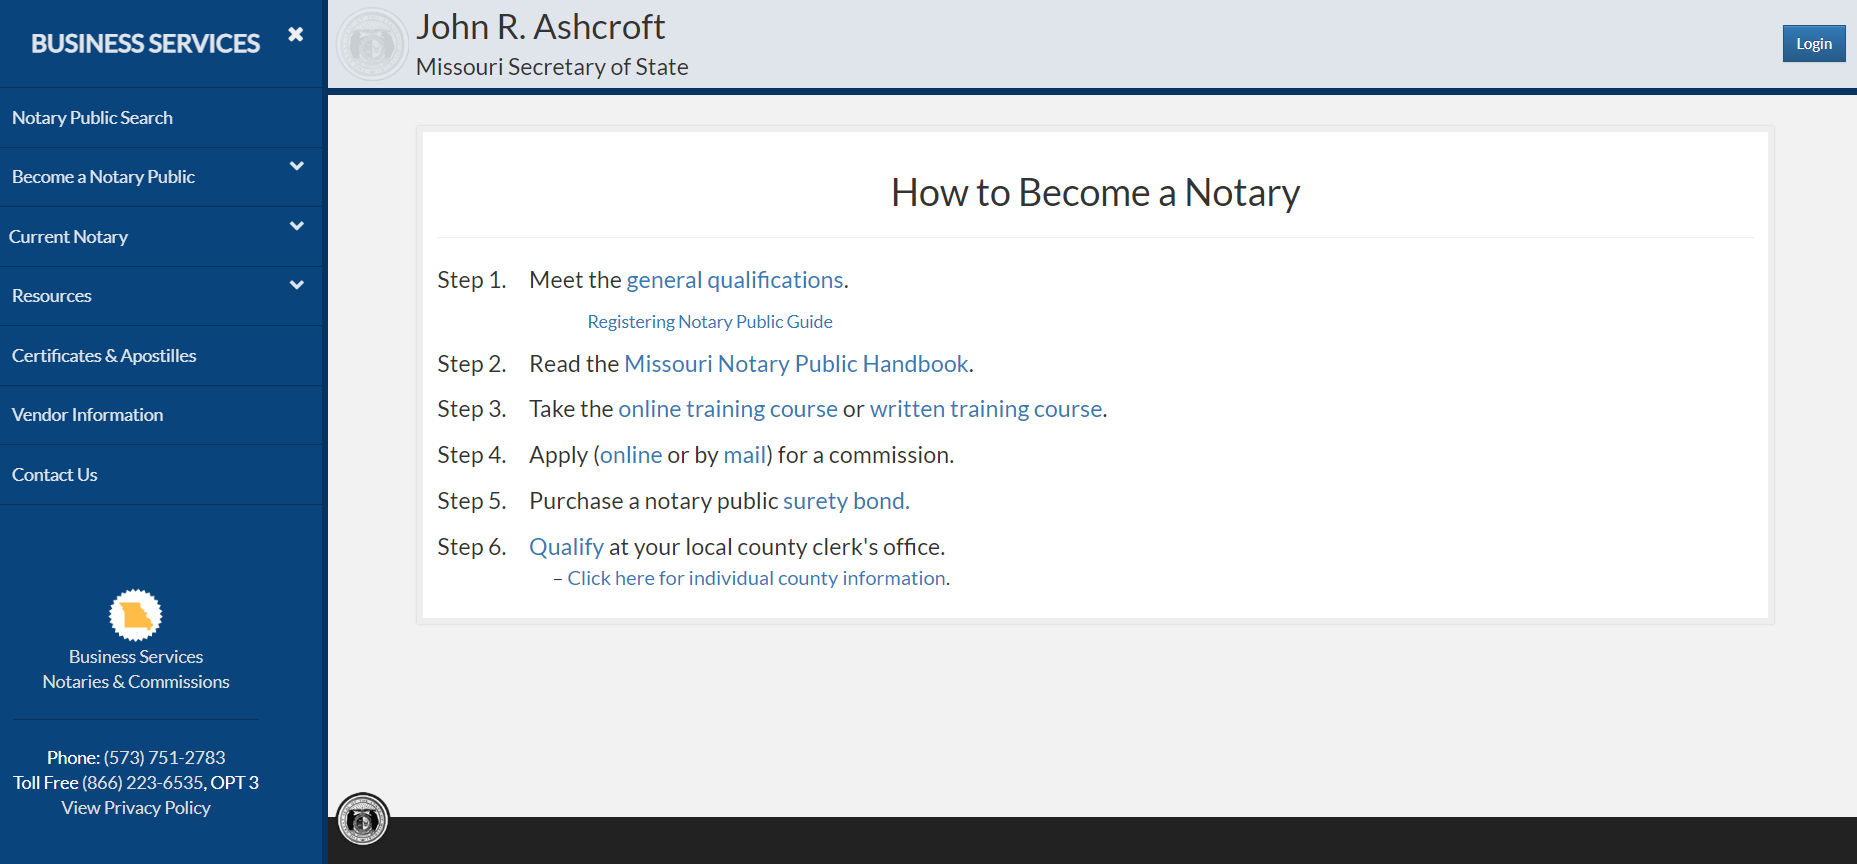 BUSINESS SERVICES
Notary Public Search
Become a Notary Public
Current Notary
Resources
Certificates & Apostilles
Vendor Information
Contact Us
Business Services
Notaries & Commissions
Phone: (573) 751-2783
Toll Free (866) 223-6535, OPT 3
View Privacy Policy
John R. Ashcroft
Missouri Secretary of State
Login
How to Become a Notary
Step 1. Meet the general qualifications.
Registering Notary Public Guide
Step 2. Read the Missouri Notary Public Handbook.
Step 3. Take the online training course or written training course.
Step 4. Apply (online or by mail) for a commission.
Step 5. Purchase a notary public surety bond.
Step 6. Qualify at your local county clerk's office.
– Click here for individual county information.